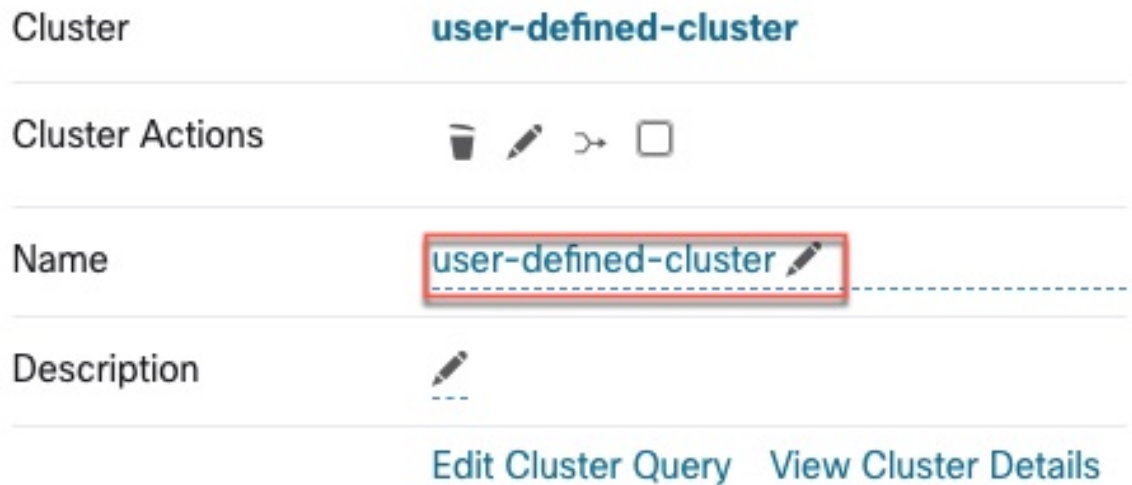 Cluster user-defined-cluster
Cluster Actions
Name user-defined-cluster
Description
Edit Cluster Query View Cluster Details